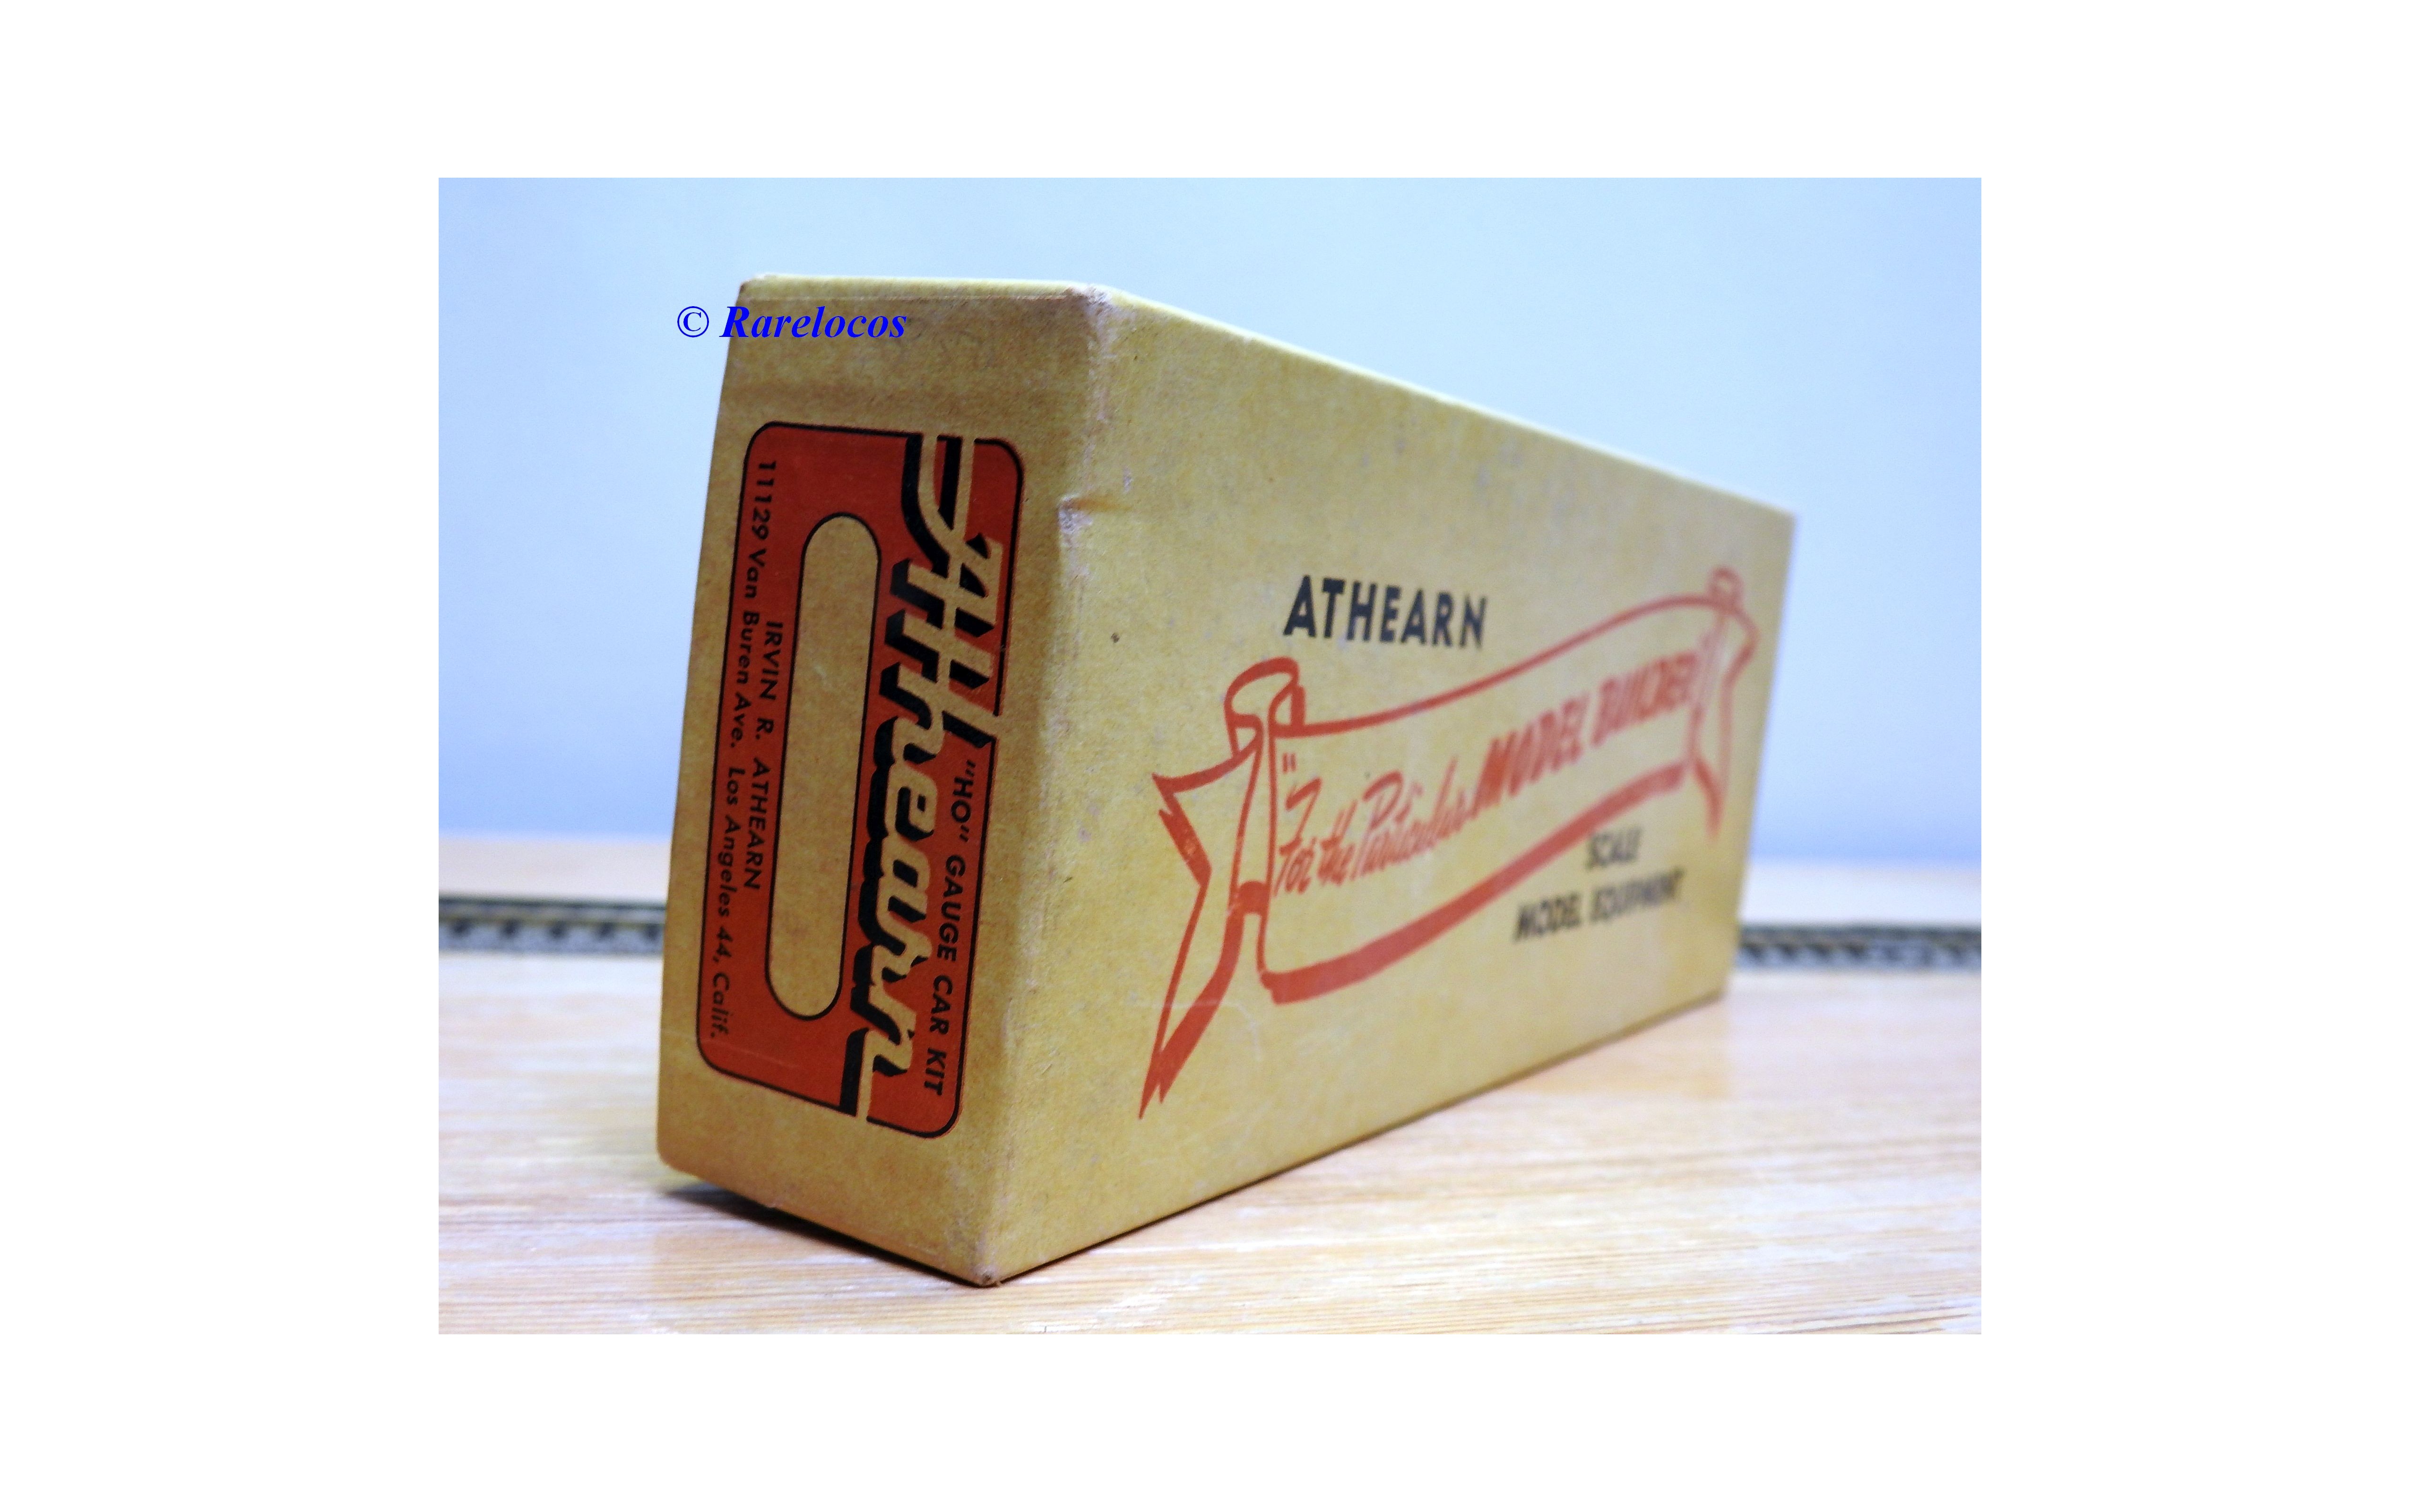 © Rarelocos
Athearn
"HO" GAUGE CAR KIT
IRVIN R. ATHEARN
11129 Van Buren Ave. Los Angeles 44, Calif.
ATHEARN
"For the Particular MODEL BUILDER"
SCALE
MODEL EQUIPMENT